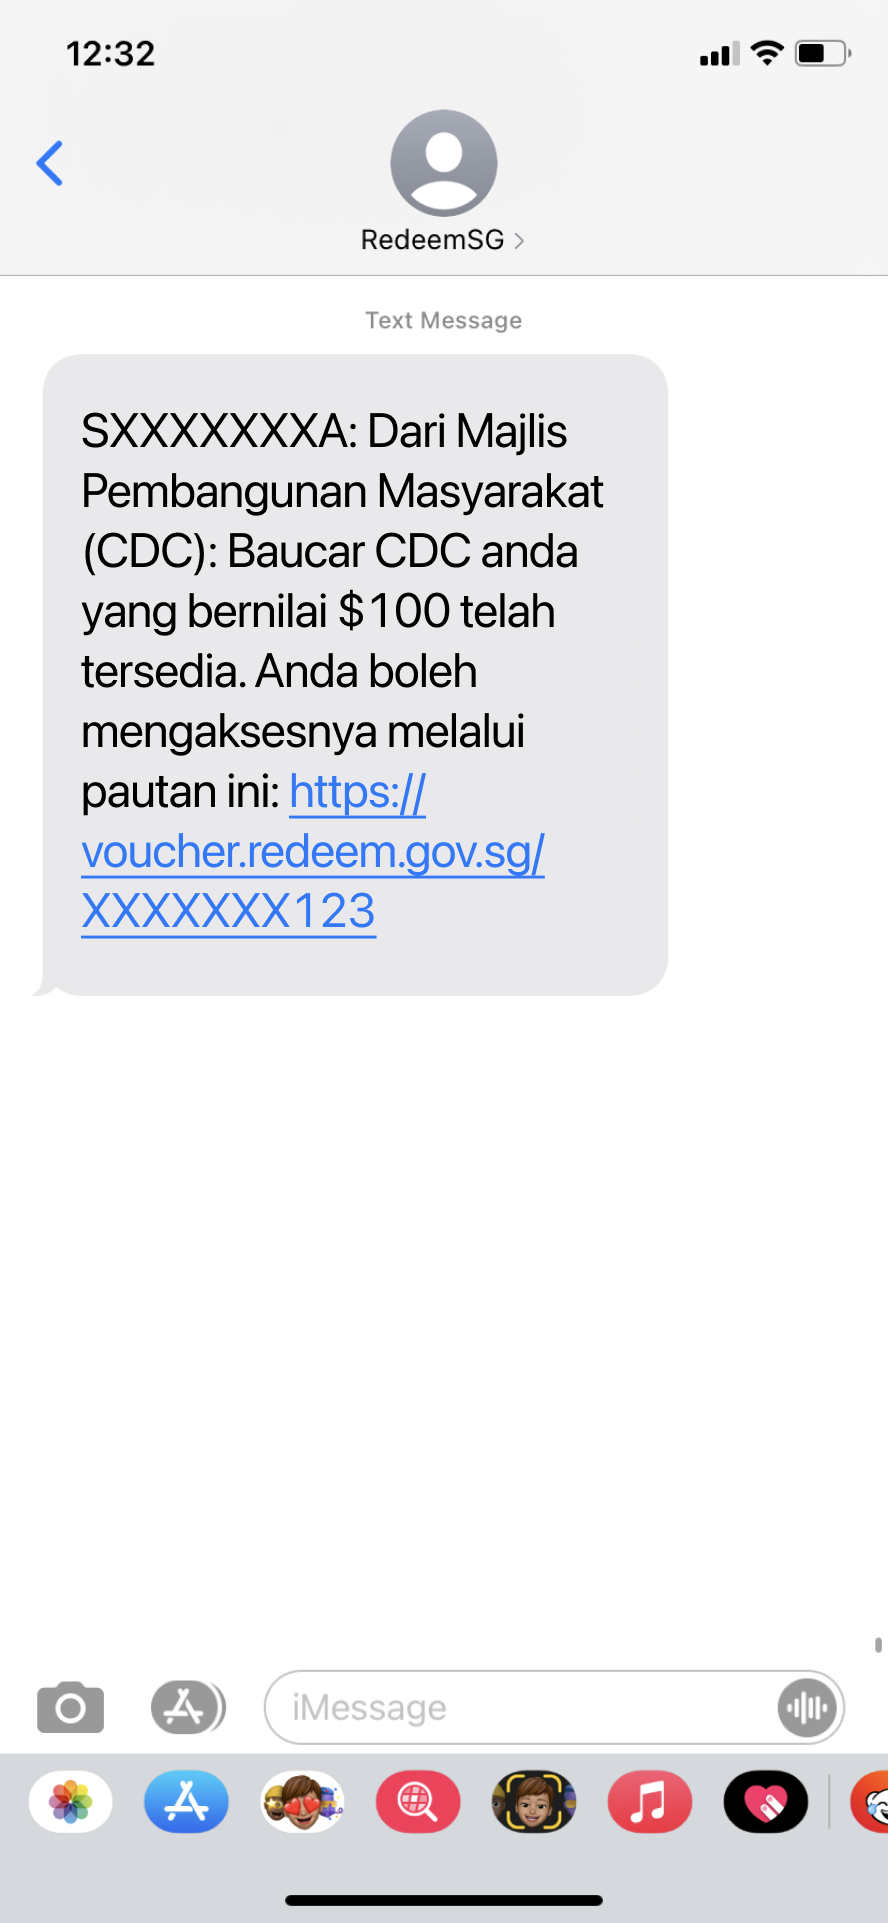 12:32
RedeemSG
Text Message
SXXXXXXXA: Dari Majlis
Pembangunan Masyarakat
(CDC): Baucar CDC anda
yang bernilai $100 telah
tersedia. Anda boleh
mengaksesnya melalui
pautan ini: https://
voucher.redeem.gov.sg/
XXXXXXX123
iMessage